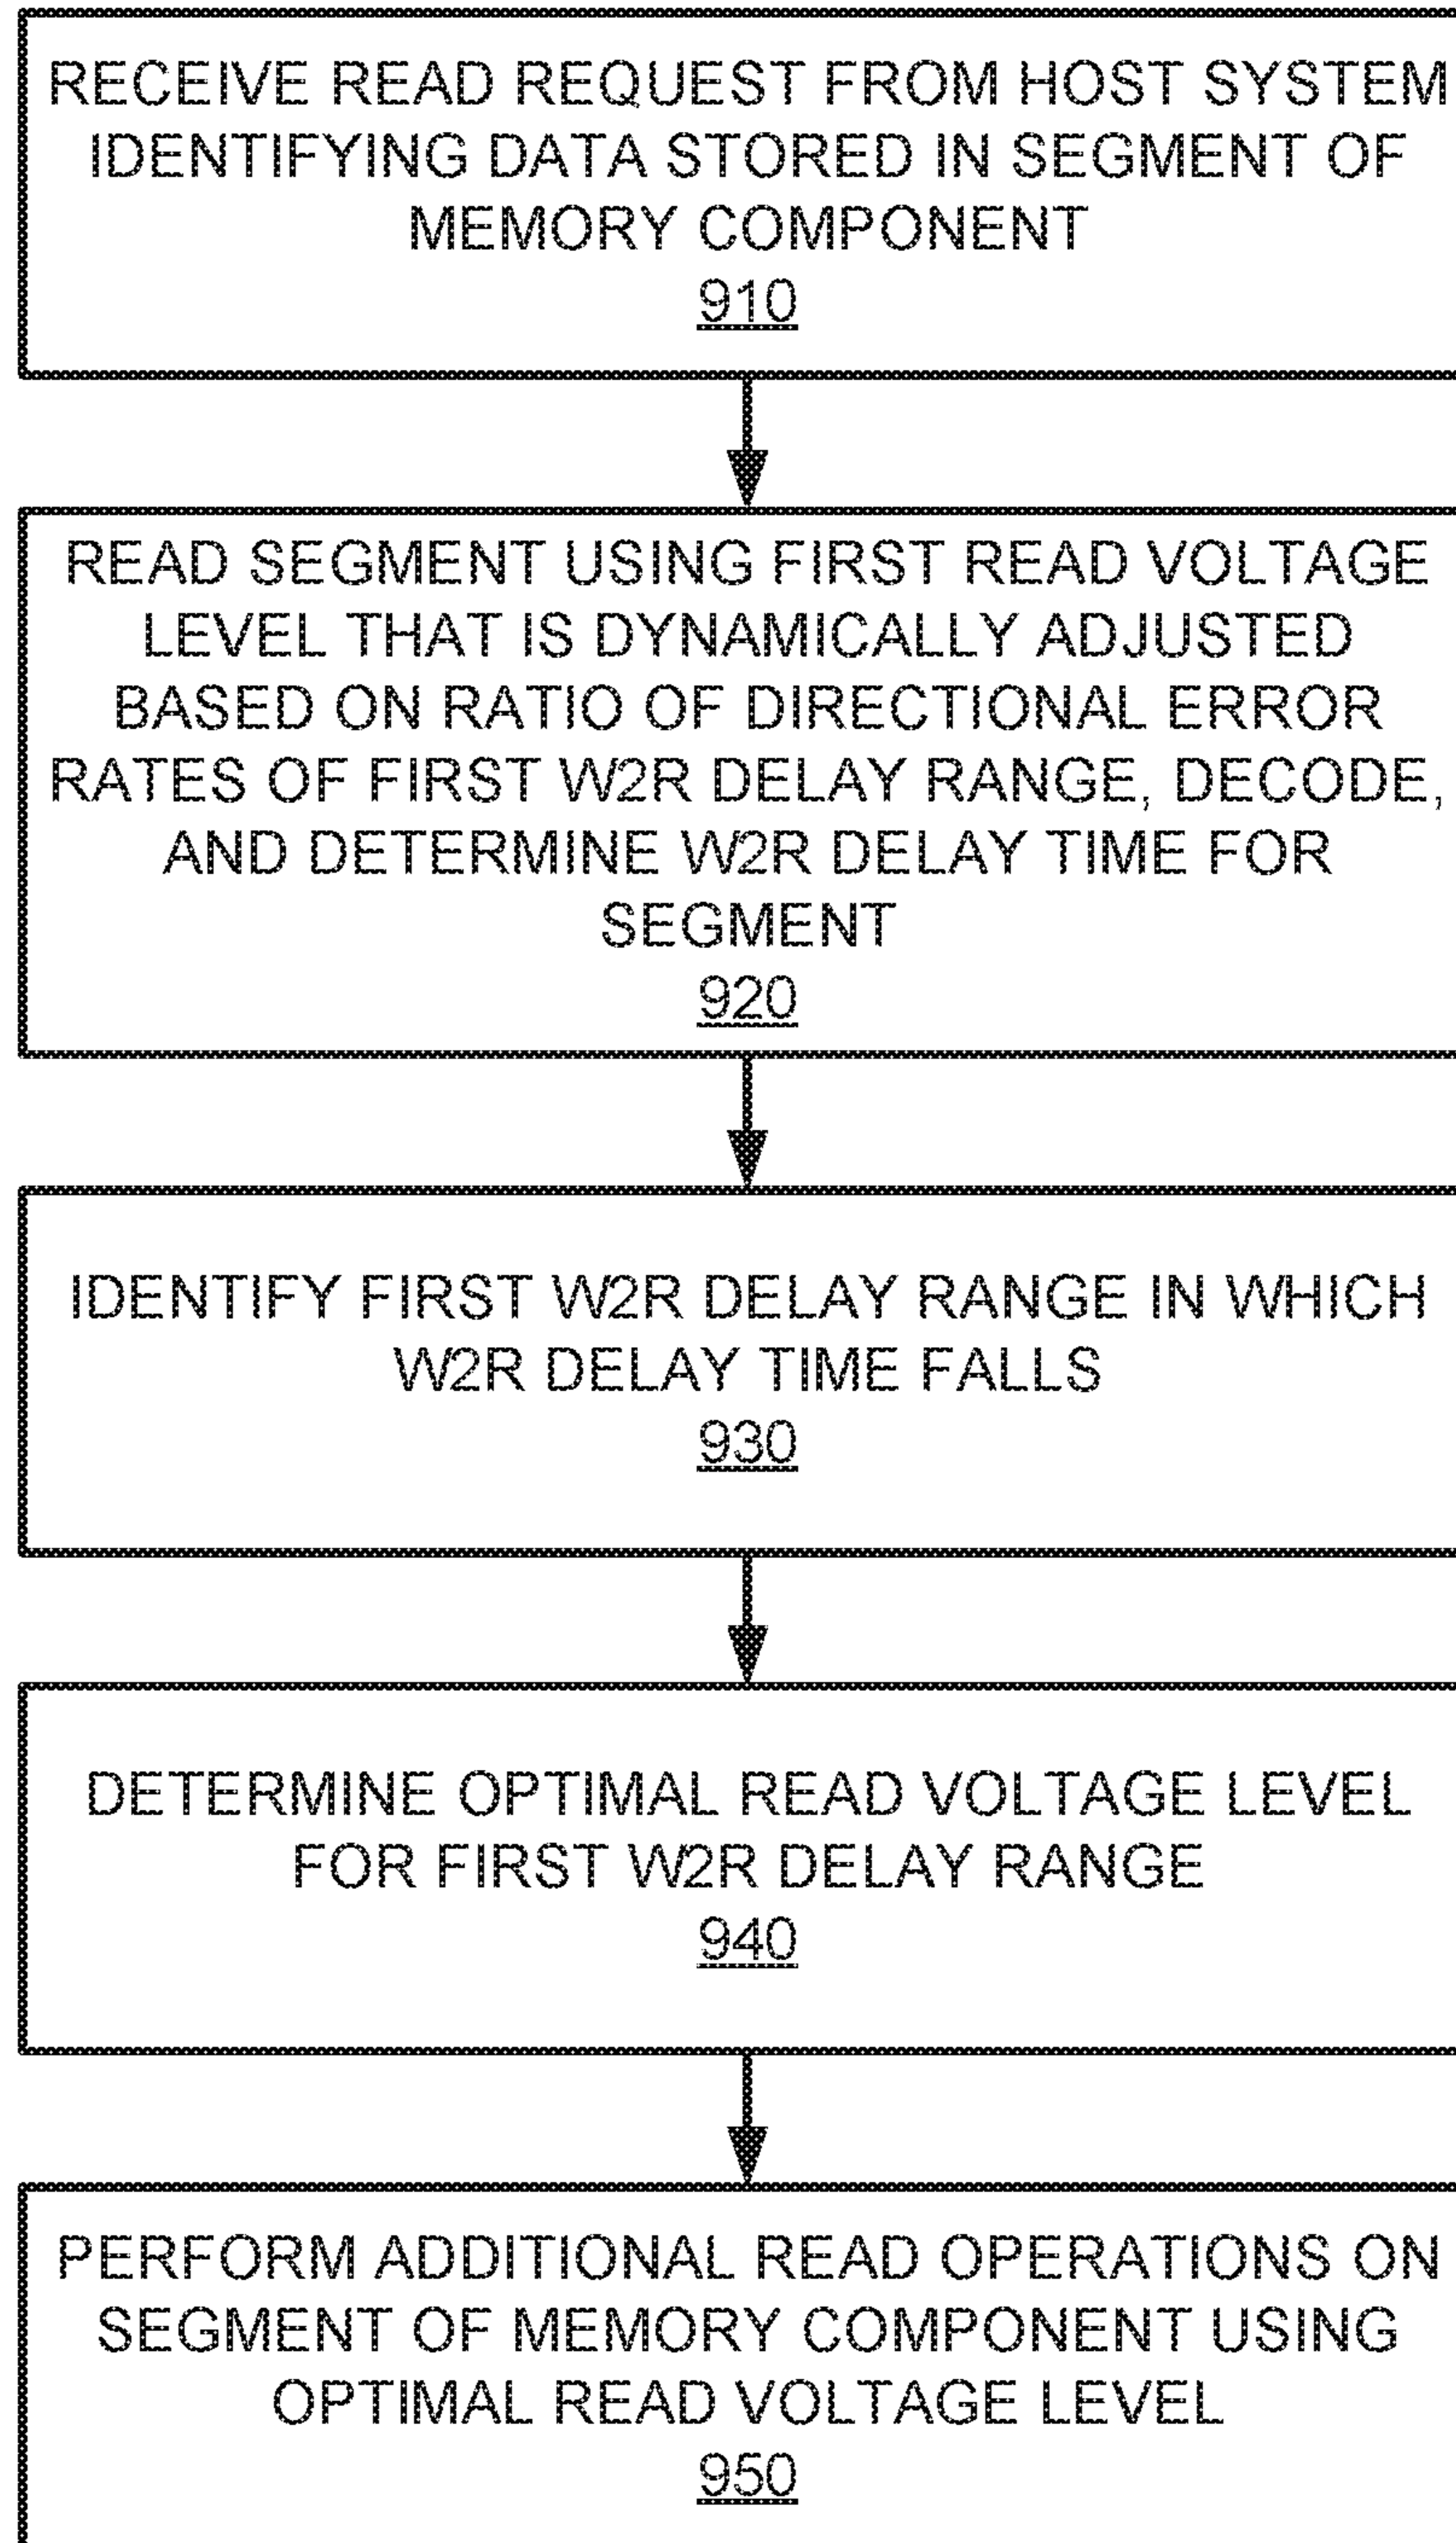 RECEIVE READ REQUEST FROM HOST SYSTEM
IDENTIFYING DATA STORED IN SEGMENT OF
MEMORY COMPONENT
910
READ SEGMENT USING FIRST READ VOLTAGE
LEVEL THAT IS DYNAMICALLY ADJUSTED
BASED ON RATIO OF DIRECTIONAL ERROR
RATES OF FIRST W2R DELAY RANGE, DECODE,
AND DETERMINE W2R DELAY TIME FOR
SEGMENT
920
IDENTIFY FIRST W2R DELAY RANGE IN WHICH
W2R DELAY TIME FALLS
930
DETERMINE OPTIMAL READ VOLTAGE LEVEL
FOR FIRST W2R DELAY RANGE
940
PERFORM ADDITIONAL READ OPERATIONS ON
SEGMENT OF MEMORY COMPONENT USING
OPTIMAL READ VOLTAGE LEVEL
950